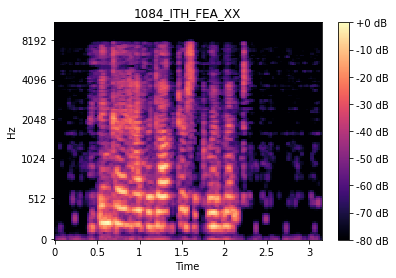 1084_ITH_FEA_XX
8192
4096
2048
1024
512
0
Hz
0 0.5 1 1.5 2 2.5 3
Time
+0 dB
-10 dB
-20 dB
-30 dB
-40 dB
-50 dB
-60 dB
-70 dB
-80 dB